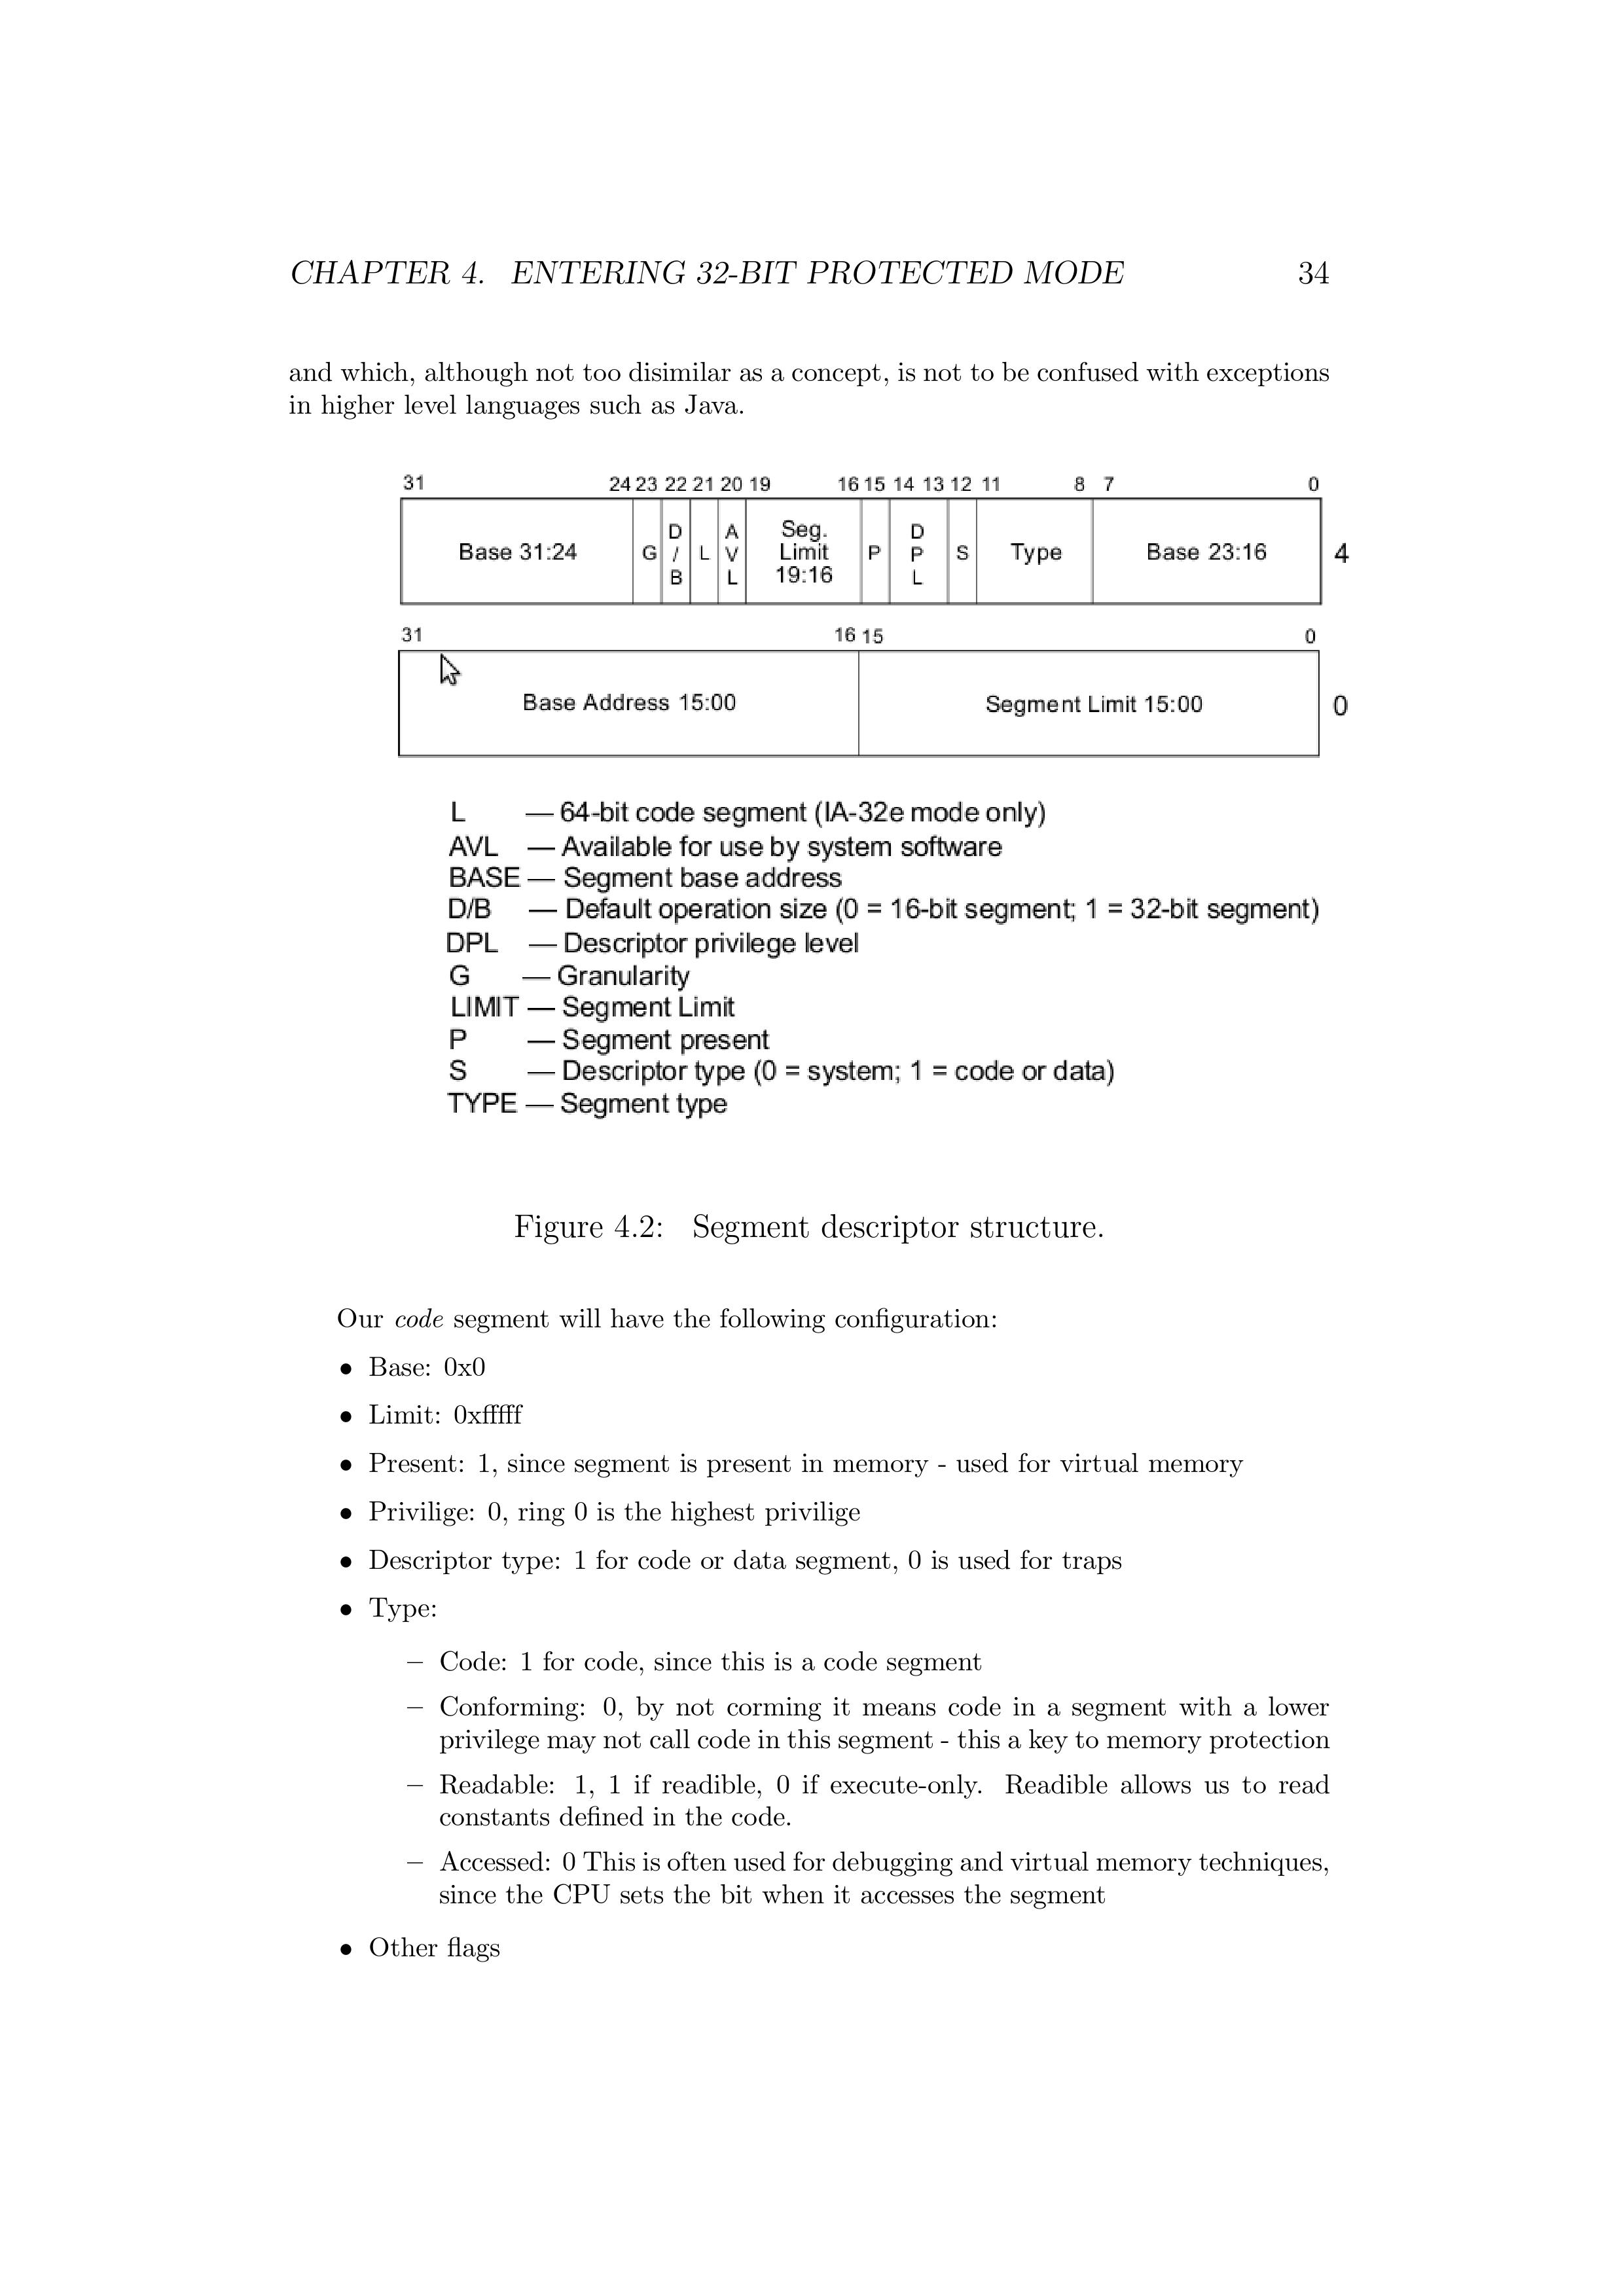 CHAPTER 4. ENTERING 32-BIT PROTECTED MODE 34
and which, although not too disimilar as a concept, is not to be confused with exceptions
in higher level languages such as Java.
31 24 23 22 21 20 19 16 15 14 13 12 11 8 7 0
Base 31:24 G D/B L AVL Seg. Limit 19:16 P DPL S Type Base 23:16 4
31 16 15 0
Base Address 15:00 Segment Limit 15:00 0
L — 64-bit code segment (IA-32e mode only)
AVL — Available for use by system software
BASE — Segment base address
D/B — Default operation size (0 = 16-bit segment; 1 = 32-bit segment)
DPL — Descriptor privilege level
G — Granularity
LIMIT — Segment Limit
P — Segment present
S — Descriptor type (0 = system; 1 = code or data)
TYPE — Segment type
Figure 4.2: Segment descriptor structure.
Our code segment will have the following configuration:
• Base: 0x0
• Limit: 0xfffff
• Present: 1, since segment is present in memory - used for virtual memory
• Privilige: 0, ring 0 is the highest privilige
• Descriptor type: 1 for code or data segment, 0 is used for traps
• Type:
– Code: 1 for code, since this is a code segment
– Conforming: 0, by not corming it means code in a segment with a lower
privilege may not call code in this segment - this a key to memory protection
– Readable: 1, 1 if readible, 0 if execute-only. Readible allows us to read
constants defined in the code.
– Accessed: 0 This is often used for debugging and virtual memory techniques,
since the CPU sets the bit when it accesses the segment
• Other flags